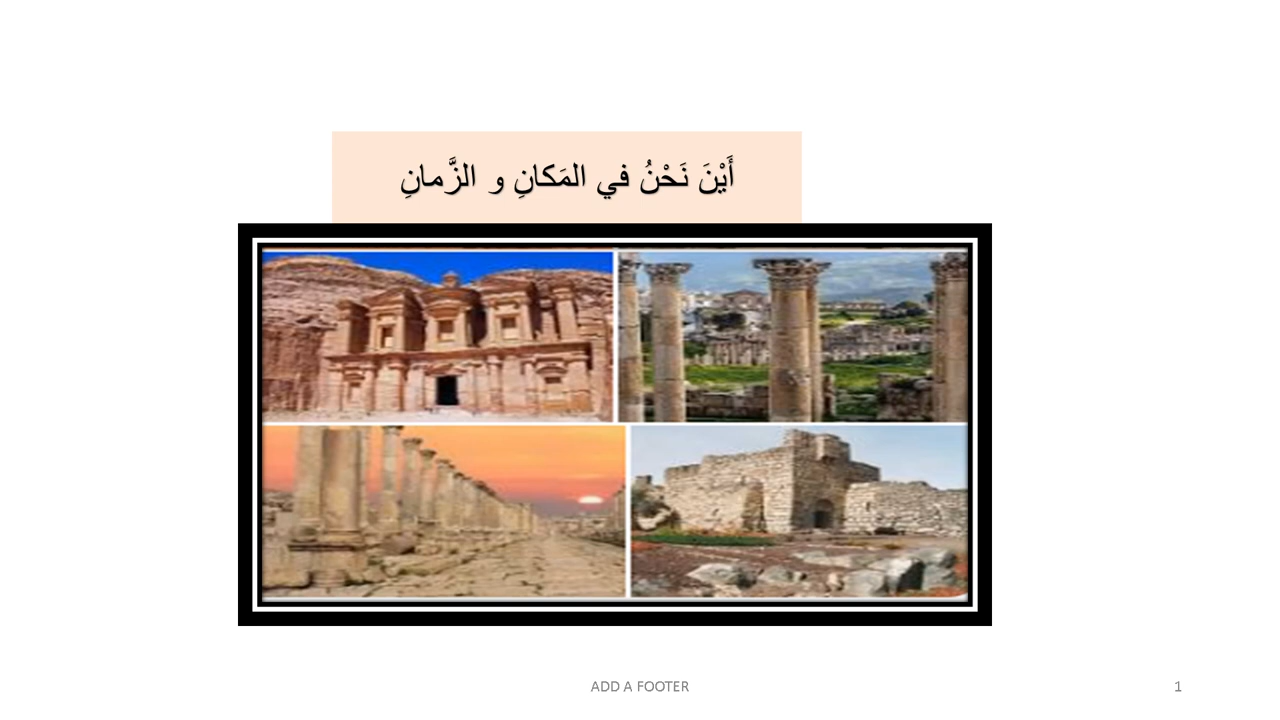 أَيْنَ نَحْنُ في المَكانِ و الزَّمانِ
ADD A FOOTER
1